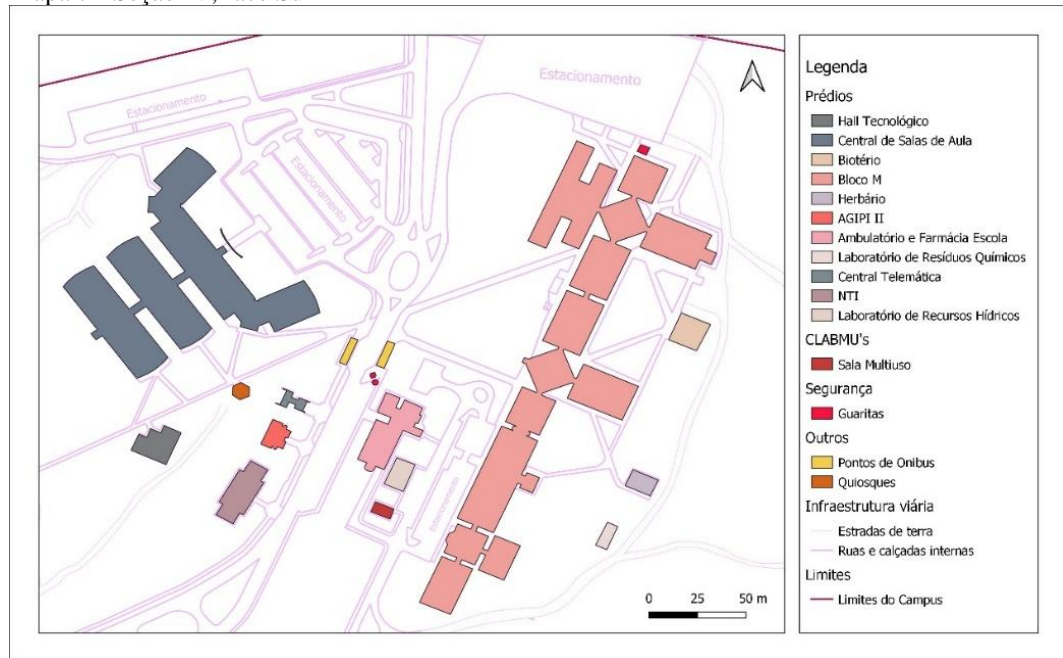 Estacionamento
Estacionamento
Estacionamento
Estacionamento
0 25 50 m
Legenda
Prédios
Hall Tecnológico
Central de Salas de Aula
Biotério
Bloco M
Herbário
AGIPI II
Ambulatório e Farmácia Escola
Laboratório de Resíduos Químicos
Central Telemática
NTI
Laboratório de Recursos Hídricos
CLABMU's
Sala Multiuso
Segurança
Guaritas
Outros
Pontos de Onibus
Quiosques
Infraestrutura viária
Estradas de terra
Ruas e calçadas internas
Limites
Limites do Campus